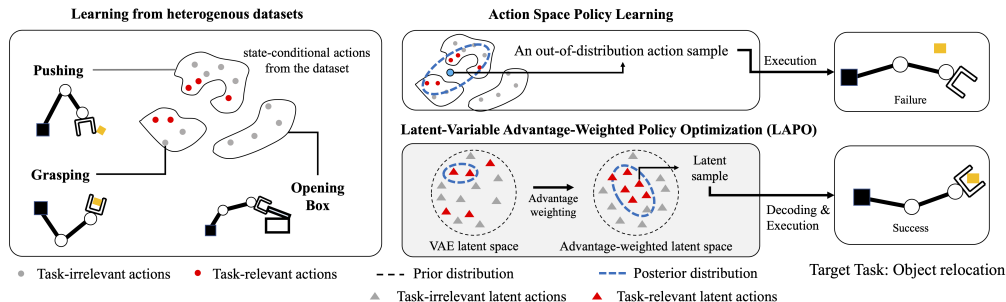 Learning from heterogenous datasets
state-conditional actions
from the dataset
Pushing
Grasping
Opening
Box
Action Space Policy Learning
An out-of-distribution action sample
Execution
Failure
Latent-Variable Advantage-Weighted Policy Optimization (LAPO)
Latent
sample
Advantage
weighting
VAE latent space
Advantage-weighted latent space
Decoding &
Execution
Success
Task-irrelevant actions
Task-relevant actions
Prior distribution
Posterior distribution
Target Task: Object relocation
Task-irrelevant latent actions
Task-relevant latent actions